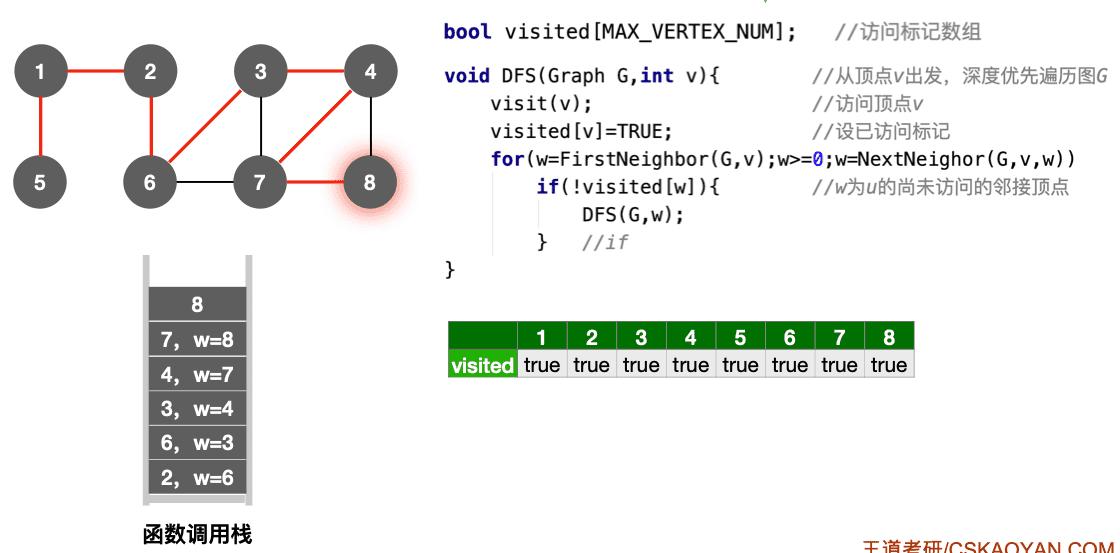 bool visited[MAX_VERTEX_NUM]; //访问标记数组
void DFS(Graph G,int v){ //从顶点v出发，深度优先遍历图G
visit(v); //访问顶点v
visited[v]=TRUE; //设已访问标记
for(w=FirstNeighbor(G,v);w>=0;w=NextNeighor(G,v,w))
if(!visited[w]){ //w为u的尚未访问的邻接顶点
DFS(G,w);
} //if
}
1 2 3 4
5 6 7 8
8
7, w=8
4, w=7
3, w=4
6, w=3
2, w=6
函数调用栈
1 2 3 4 5 6 7 8
visited true true true true true true true true
王道考研/CSKAOYAN.COM